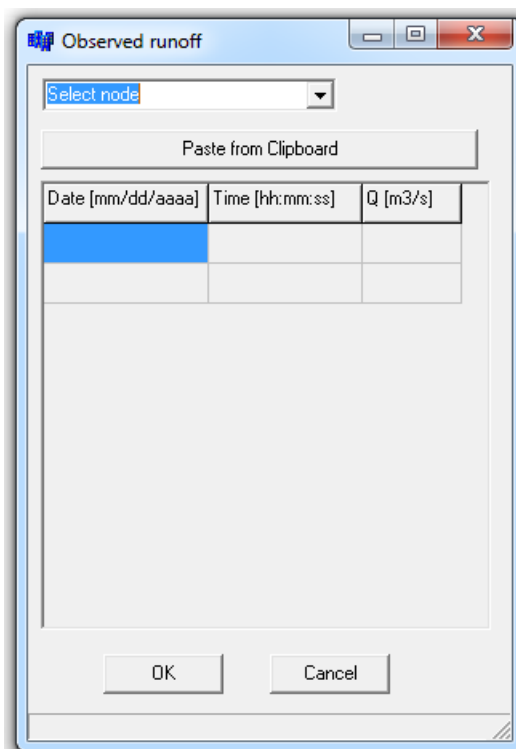 Observed runoff
Select node
Paste from Clipboard
Date [mm/dd/aaaa] Time [hh:mm:ss] Q [m3/s]
OK Cancel